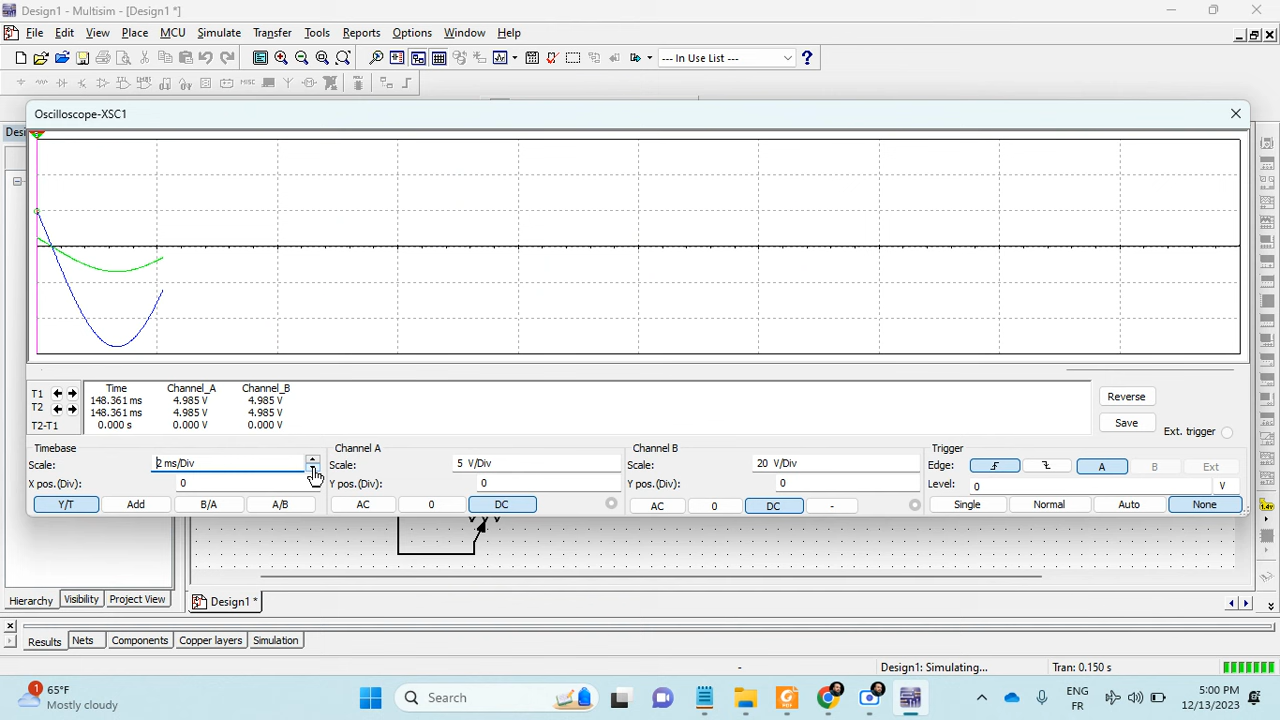 Design1 - Multisim - [Design1 *]
File Edit View Place MCU Simulate Transfer Tools Reports Options Window Help
--- In Use List ---
Oscilloscope-XSC1
Time Channel_A Channel_B
T1 148.361 ms 4.985 V 4.985 V
T2 148.361 ms 4.985 V 4.985 V
T2-T1 0.000 s 0.000 V 0.000 V
Reverse
Save
Ext. trigger
Timebase Channel A Channel B Trigger
Scale: 2 ms/Div Scale: 5 V/Div Scale: 20 V/Div Edge: A B Ext
X pos.(Div): 0 Y pos.(Div): 0 Y pos.(Div): 0 Level: 0 V
Y/T Add B/A A/B AC 0 DC AC 0 DC - Single Normal Auto None
Hierarchy Visibility Project View Design1 *
Results Nets Components Copper layers Simulation
- Design1: Simulating... Tran: 0.150 s
1 65°F
Mostly cloudy
Search
ENG
FR
5:00 PM
12/13/2023